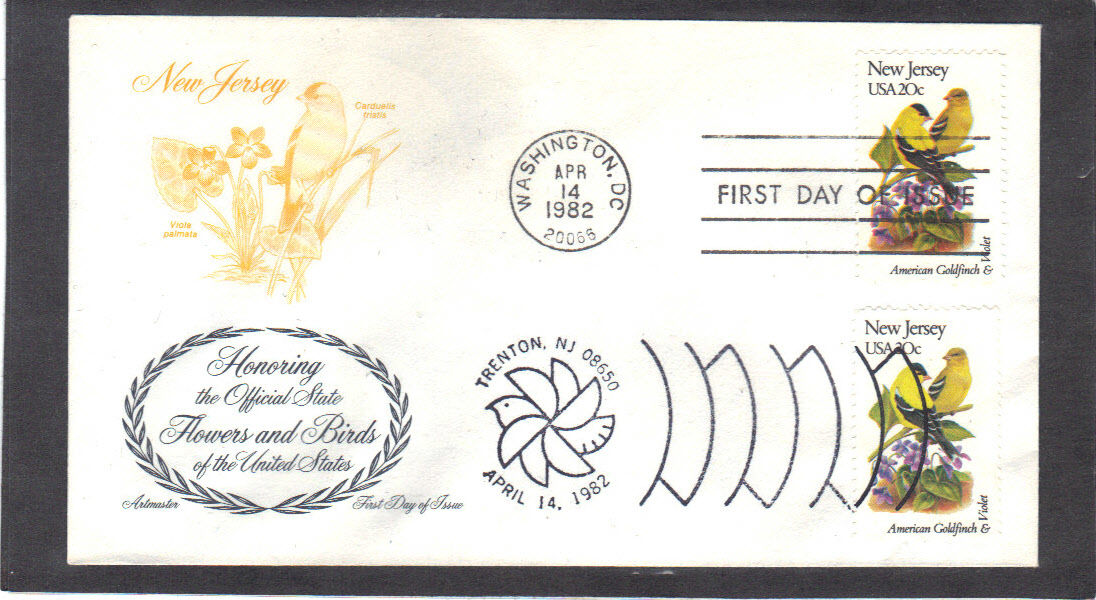 New Jersey
Carduelis
tristis
Viola
palmata
Honoring
the Official State
Flowers and Birds
of the United States
Artmaster
First Day of Issue
WASHINGTON, DC
APR
14
1982
20066
FIRST DAY OF ISSUE
New Jersey
USA 20c
American Goldfinch & Violet
TRENTON, NJ 08650
APRIL 14, 1982
New Jersey
USA 20c
American Goldfinch & Violet